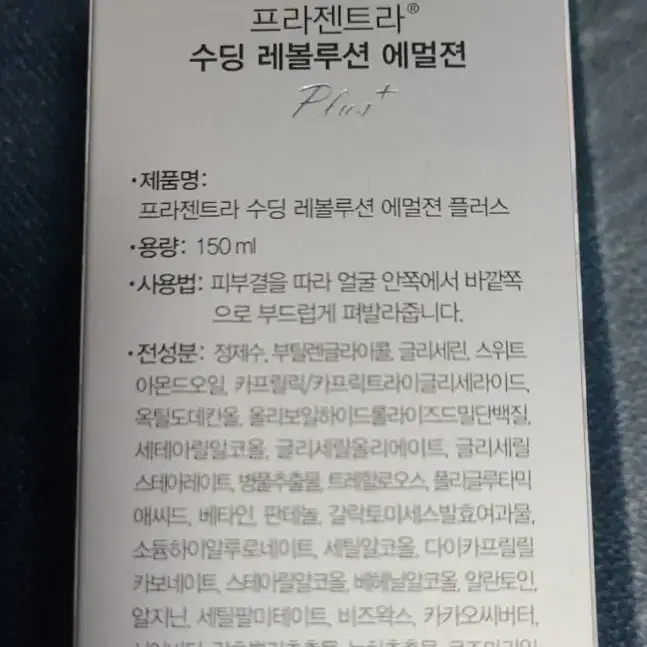 프라젠트라®
수딩 레볼루션 에멀젼
Plus+
·제품명:
프라젠트라 수딩 레볼루션 에멀젼 플러스
·용량: 150 ml
·사용법: 피부결을 따라 얼굴 안쪽에서 바깥쪽
으로 부드럽게 펴발라줍니다.
·전성분: 정제수, 부틸렌글라이콜, 글리세린, 스위트
아몬드오일, 카프릴릭/카프릭트라이글리세라이드,
옥틸도데칸올, 올리보일하이드롤라이즈드밀단백질,
세테아릴알코올, 글리세릴올리에이트, 글리세릴
스테아레이트, 병풀추출물, 트레할로오스, 폴리글루타믹
애씨드, 베타인, 판테놀, 갈락토미세스발효여과물,
소듐하이알루로네이트, 세틸알코올, 다이카프릴릴
카보네이트, 스테아릴알코올, 베헤닐알코올, 알란토인,
알지닌, 세틸팔미테이트, 비즈왁스, 카카오씨버터,